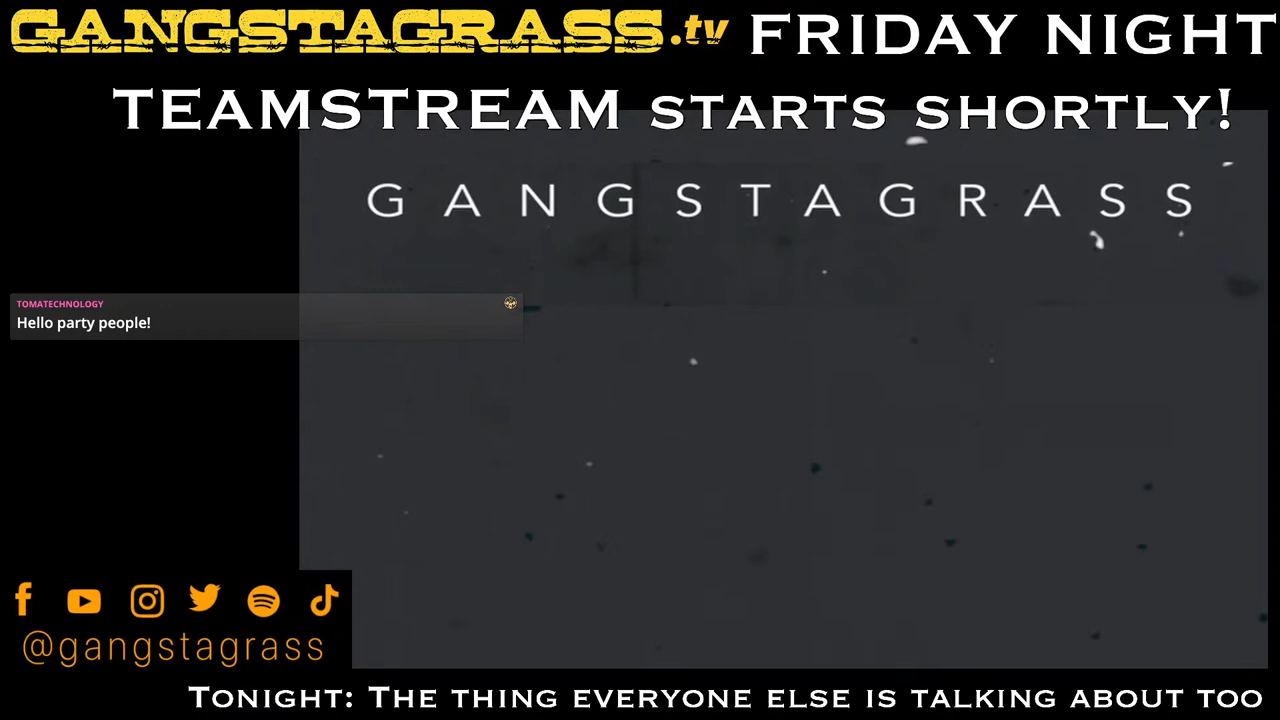 GANGSTAGRASS.tv FRIDAY NIGHT
TEAMSTREAM STARTS SHORTLY!
GANGSTAGRASS
TOMATECHNOLOGY
Hello party people!
@gangstagrass
TONIGHT: THE THING EVERYONE ELSE IS TALKING ABOUT TOO